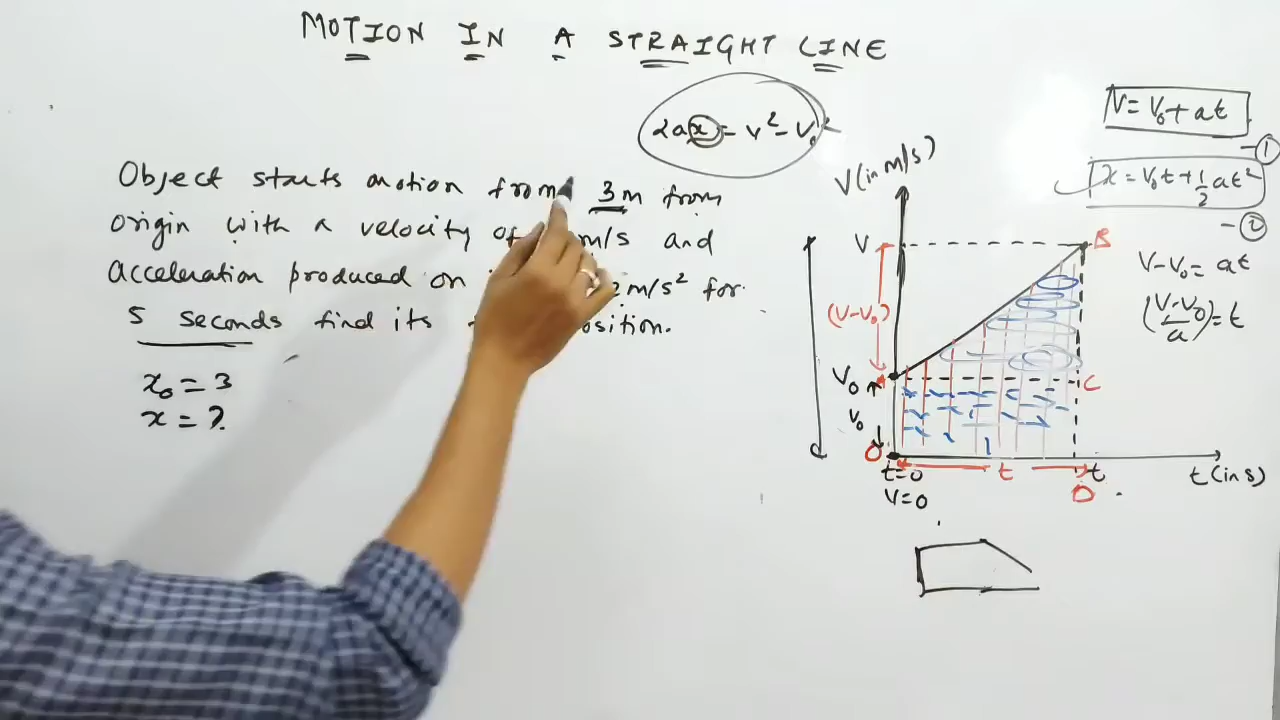 MOTION IN A STRAIGHT LINE
2ax = v² - v₀²
Object starts motion from 3m from
origin with a velocity of m/s and
Acceleration produced on 2m/s² for
5 seconds find its position.
x₀ = 3
x = ?
V = V₀ + at
- ①
x = V₀t + ½at²
- ②
V - V₀ = at
(V-V₀/a) = t
V(in m/s)
V
B
(V-V₀)
V₀
A
C
V₀
O
t=0
t
t
t(in s)
V=0
D